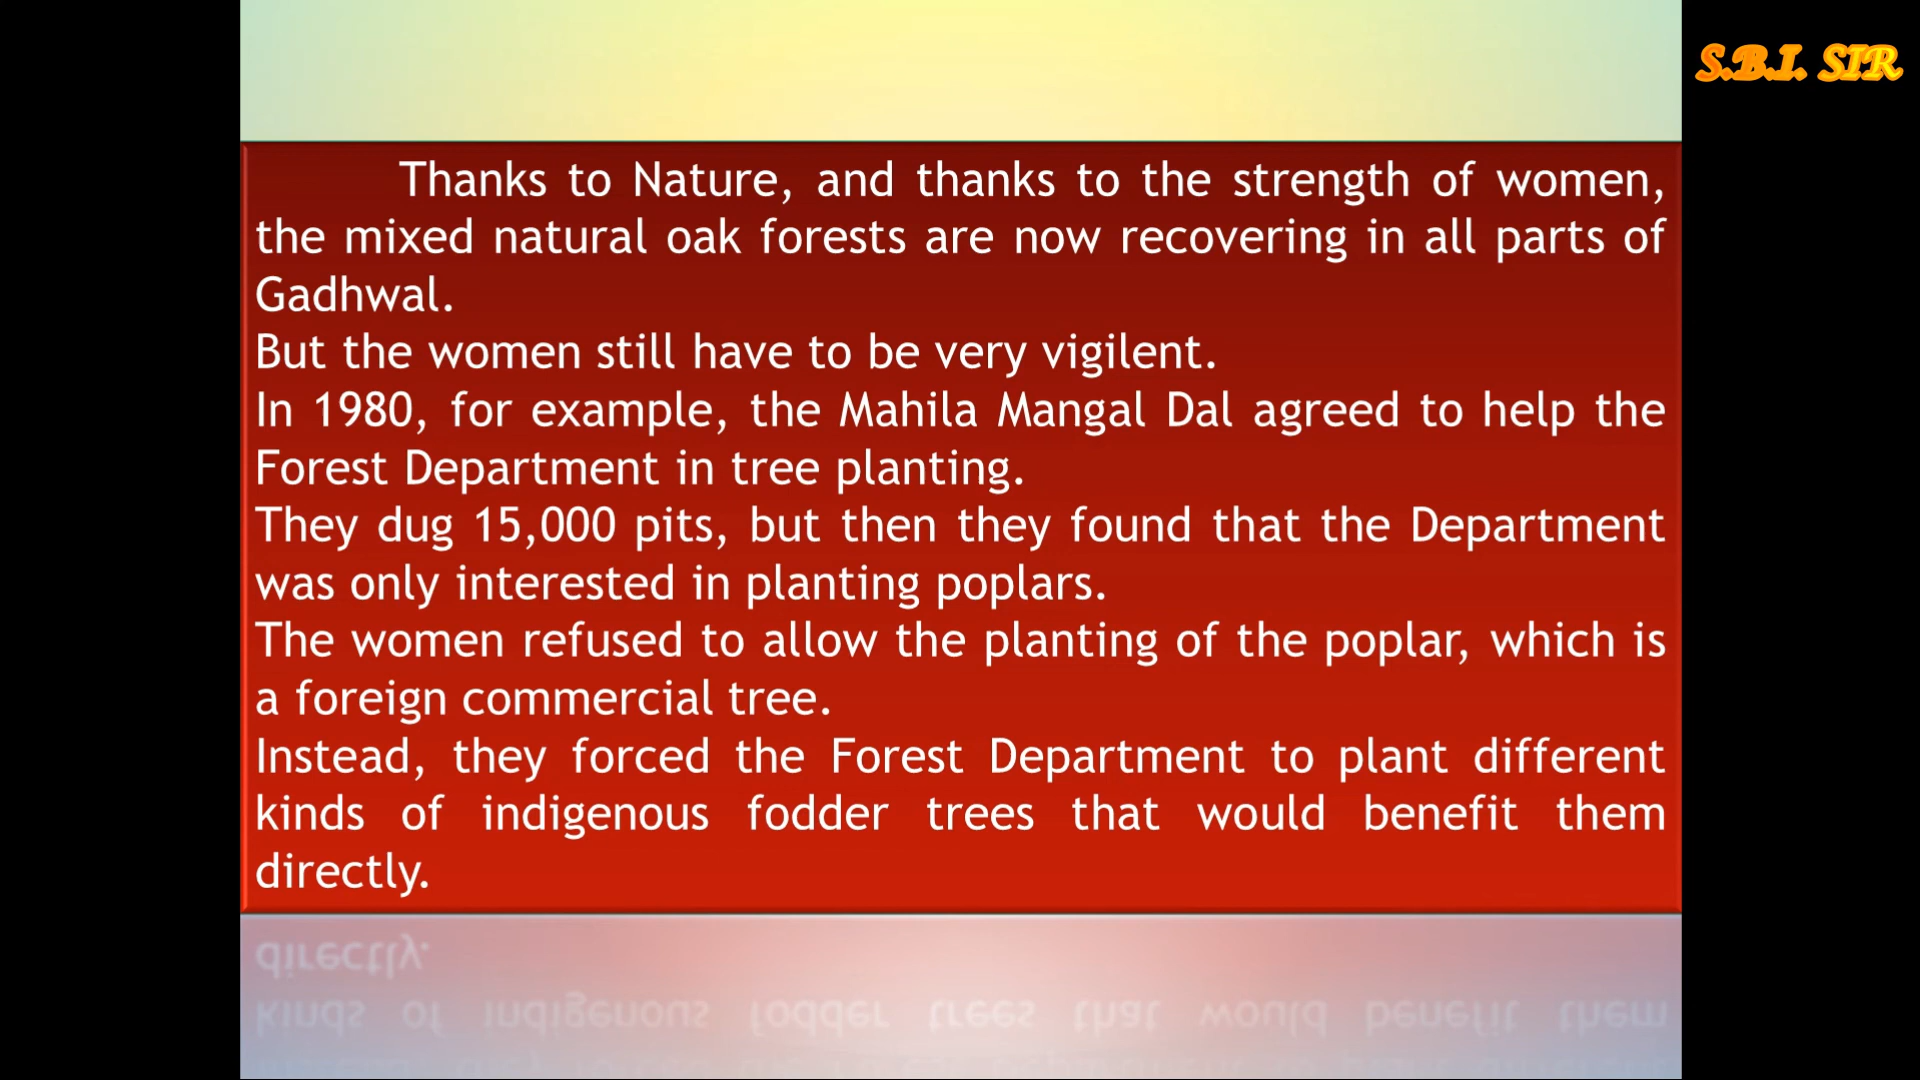 S.B.I. SIR
Thanks to Nature, and thanks to the strength of women,
the mixed natural oak forests are now recovering in all parts of
Gadhwal.
But the women still have to be very vigilent.
In 1980, for example, the Mahila Mangal Dal agreed to help the
Forest Department in tree planting.
They dug 15,000 pits, but then they found that the Department
was only interested in planting poplars.
The women refused to allow the planting of the poplar, which is
a foreign commercial tree.
Instead, they forced the Forest Department to plant different
kinds of indigenous fodder trees that would benefit them
directly.